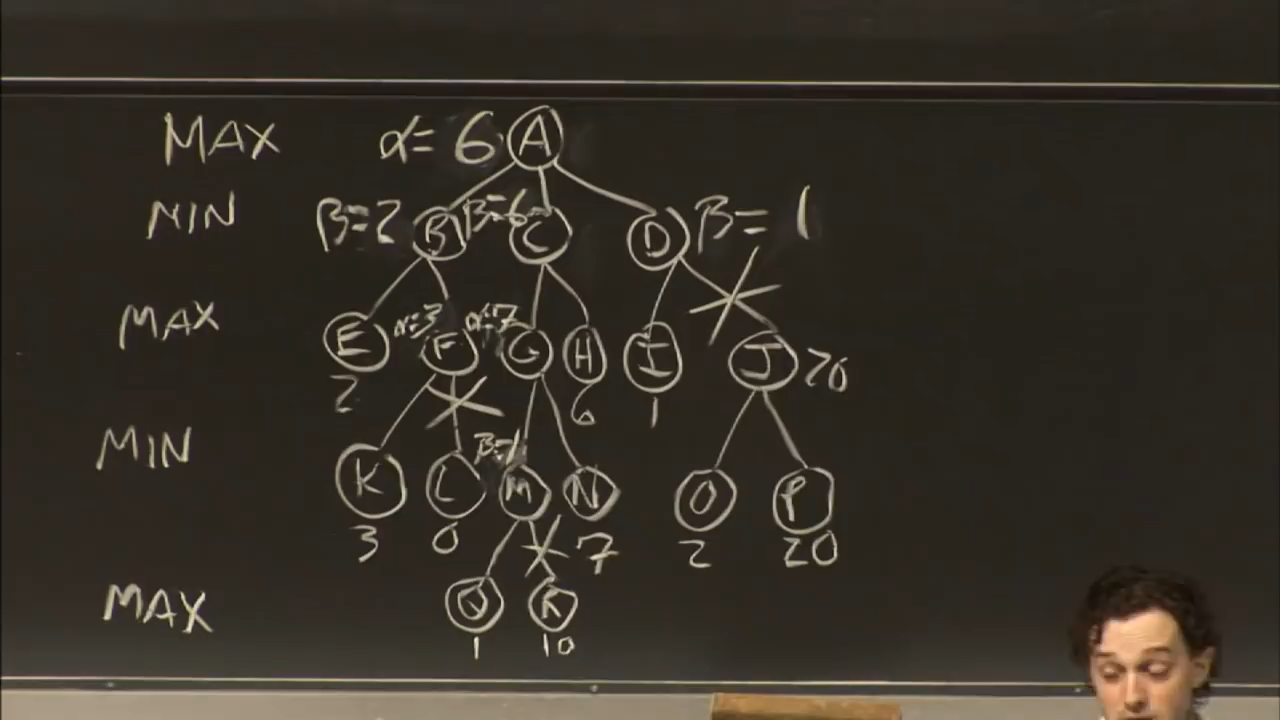 MAX α= 6 A
MIN β=2 B β=6 C D β= 1
MAX E α=3 F α=7 G H I J 20
2 6 1
MIN K L β=1 M N O P
3 0 7 2 20
MAX Q R
1 10